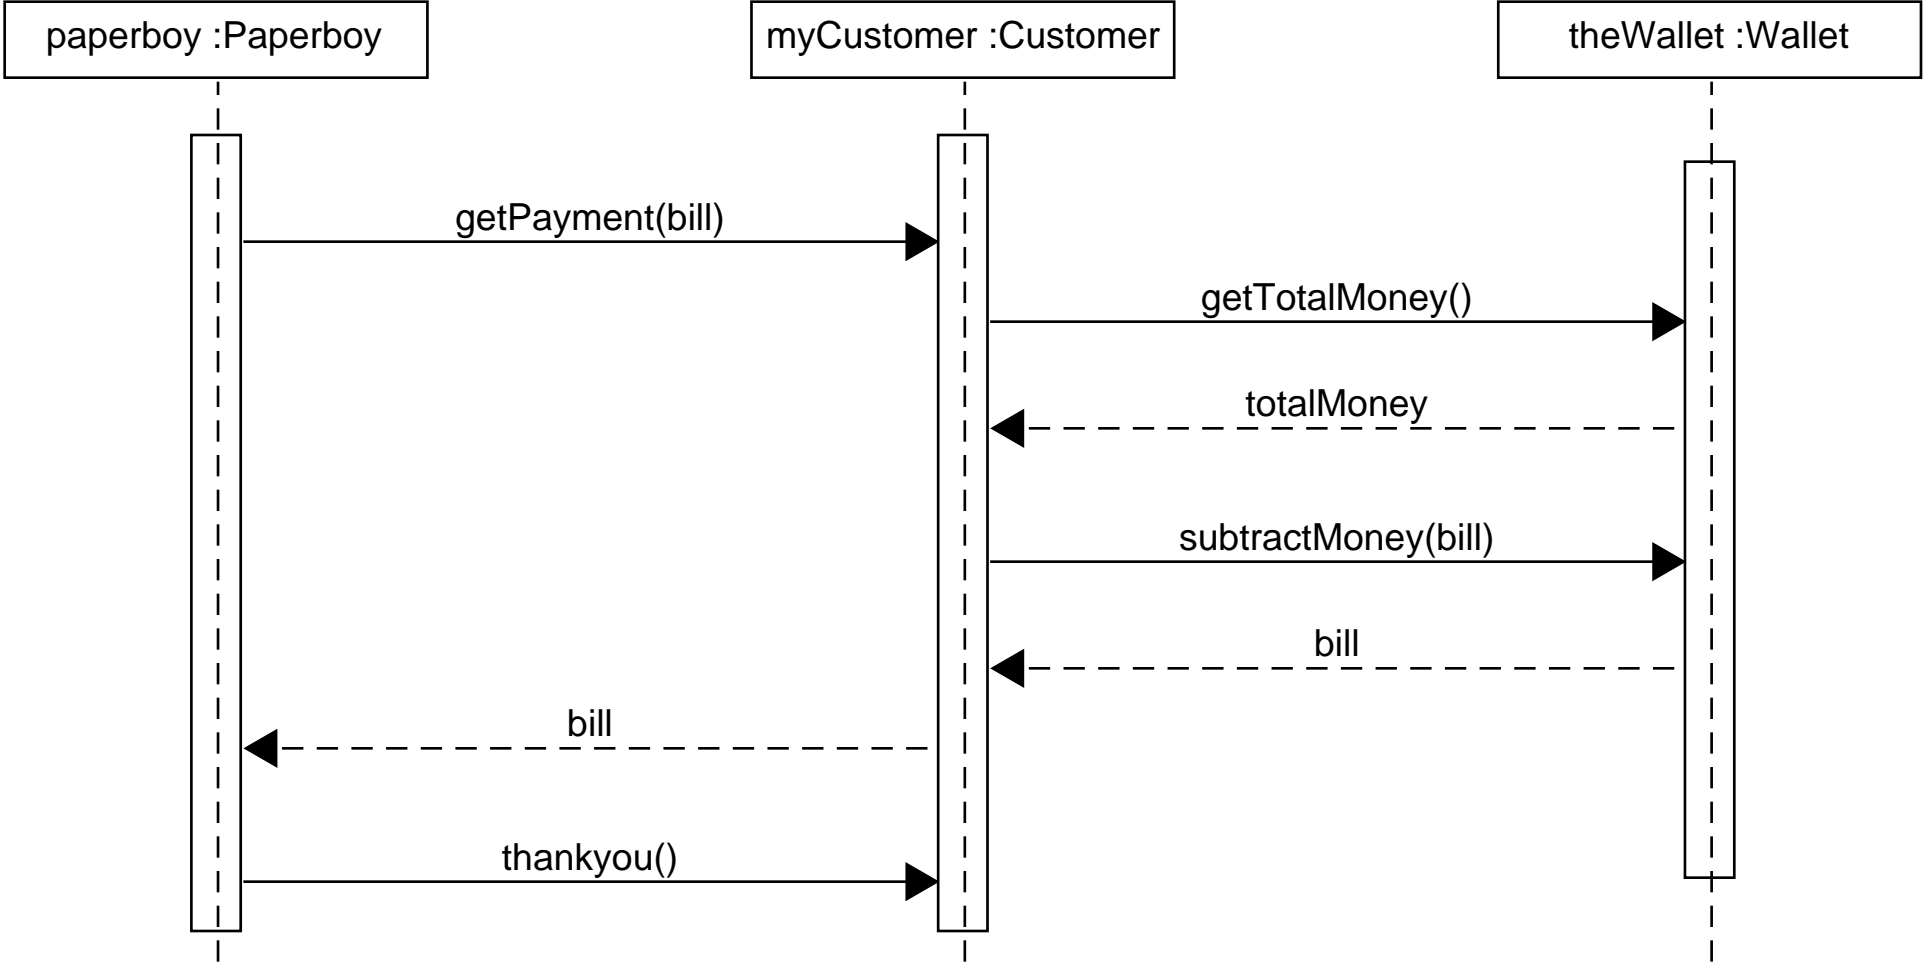 paperboy :Paperboy
myCustomer :Customer
theWallet :Wallet
getPayment(bill)
getTotalMoney()
totalMoney
subtractMoney(bill)
bill
bill
thankyou()